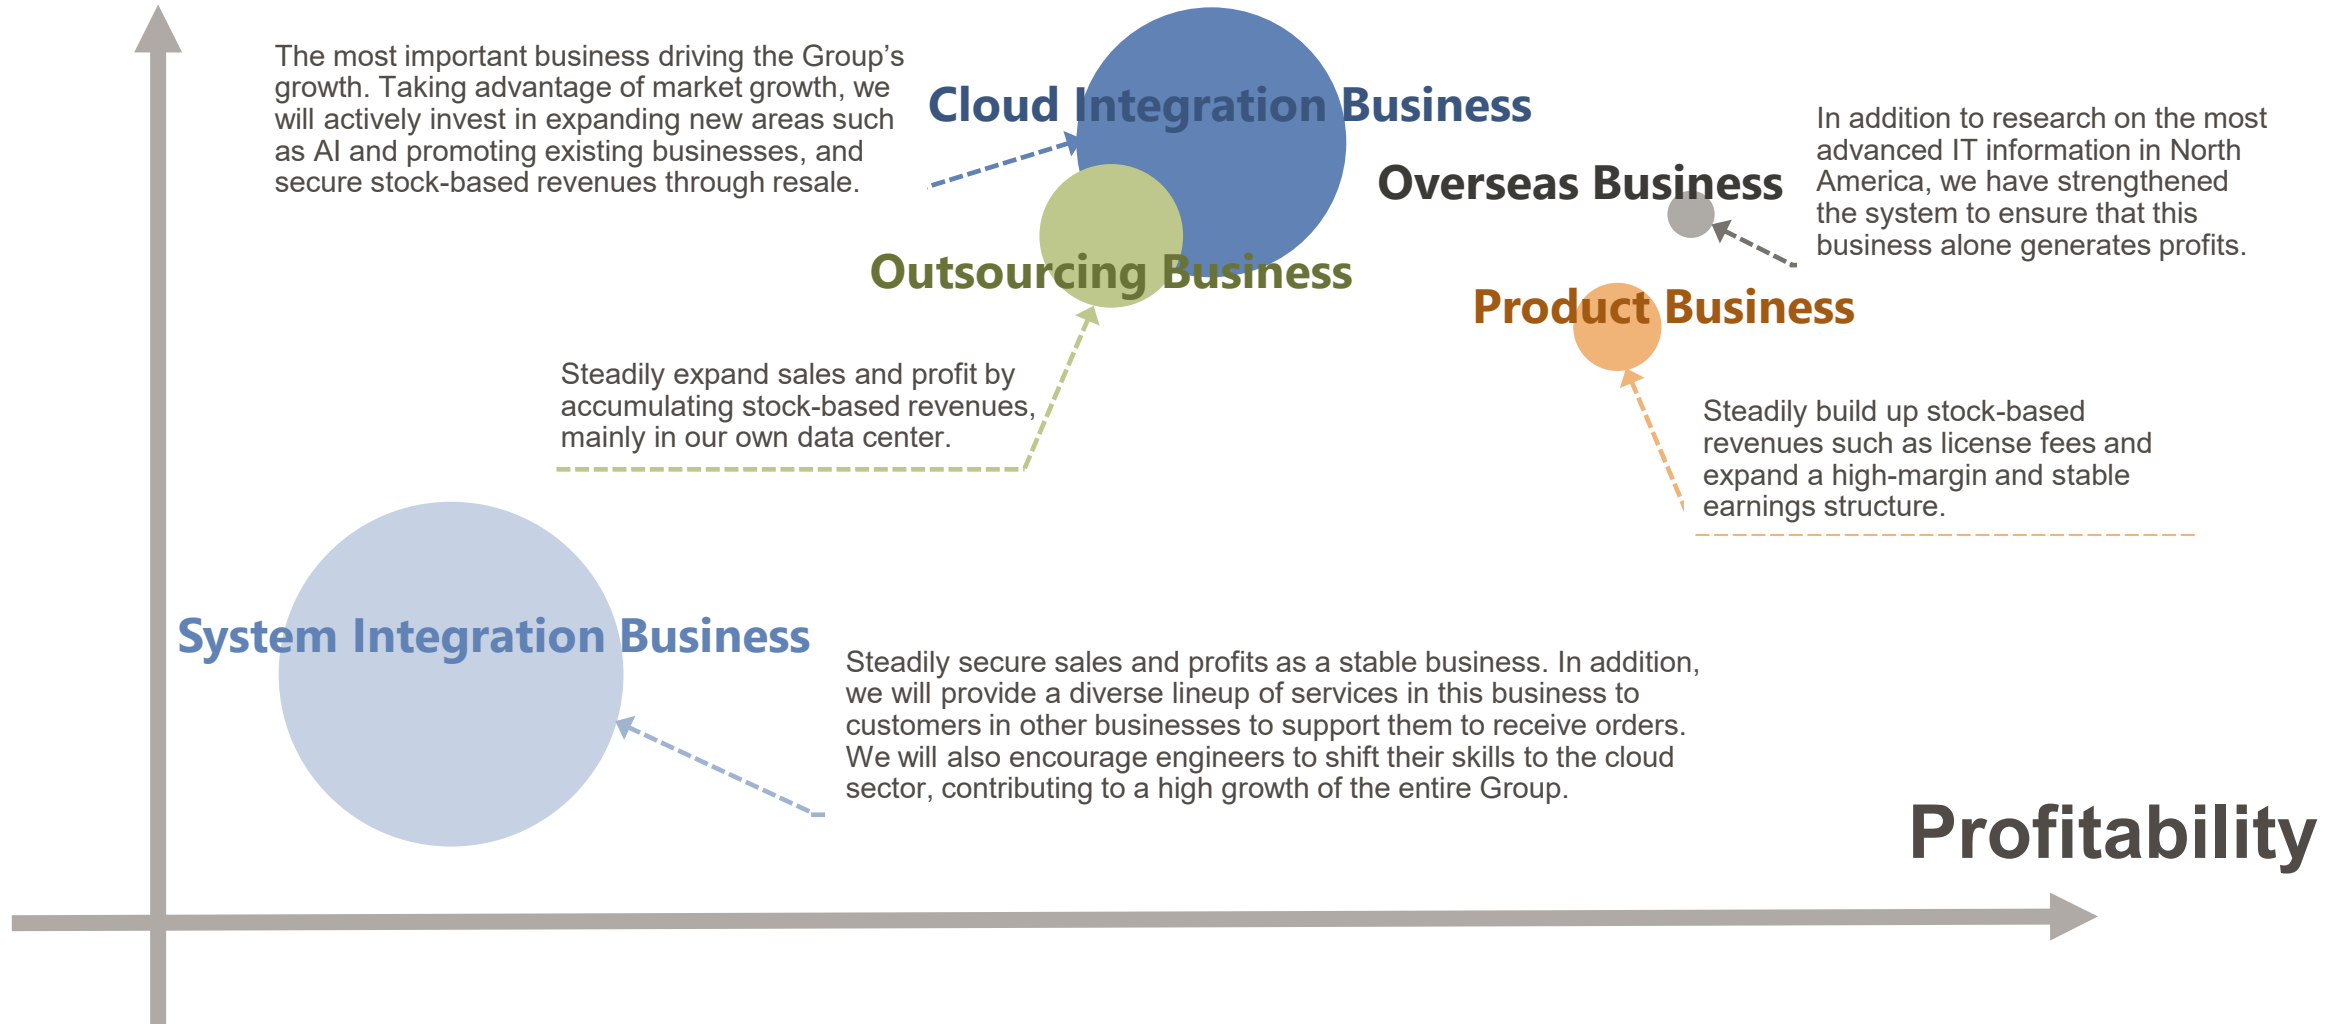 The most important business driving the Group’s
growth. Taking advantage of market growth, we
will actively invest in expanding new areas such
as AI and promoting existing businesses, and
secure stock-based revenues through resale.
Cloud Integration Business
Overseas Business
In addition to research on the most
advanced IT information in North
America, we have strengthened
the system to ensure that this
business alone generates profits.
Outsourcing Business
Product Business
Steadily expand sales and profit by
accumulating stock-based revenues,
mainly in our own data center.
Steadily build up stock-based
revenues such as license fees and
expand a high-margin and stable
earnings structure.
System Integration Business
Steadily secure sales and profits as a stable business. In addition,
we will provide a diverse lineup of services in this business to
customers in other businesses to support them to receive orders.
We will also encourage engineers to shift their skills to the cloud
sector, contributing to a high growth of the entire Group.
Profitability